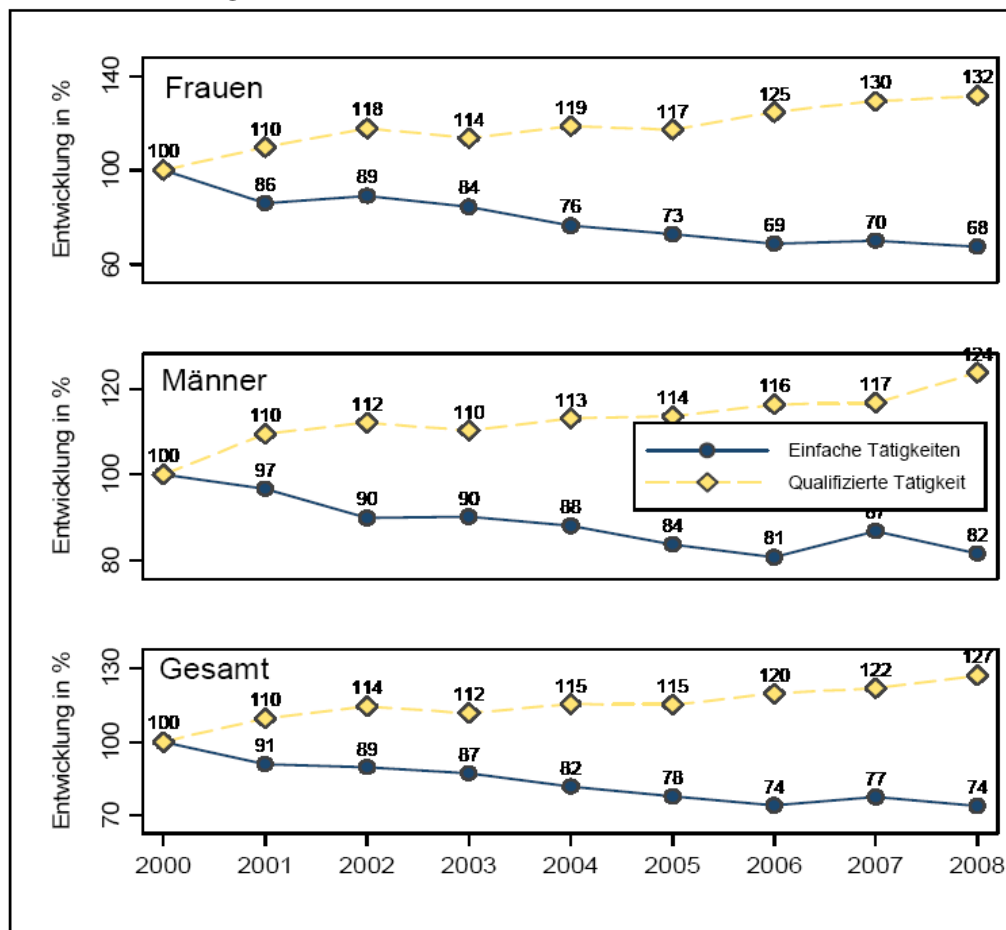 Frauen
Entwicklung in %
140
100
60
100 110 118 114 119 117 125 130 132
86 89 84 76 73 69 70 68
Männer
Entwicklung in %
120
100
80
100 110 112 110 113 114 116 117 124
97 90 90 88 84 81 87 82
Einfache Tätigkeiten
Qualifizierte Tätigkeit
Gesamt
Entwicklung in %
130
100
70
100 110 114 112 115 115 120 122 127
91 89 87 82 78 74 77 74
2000 2001 2002 2003 2004 2005 2006 2007 2008